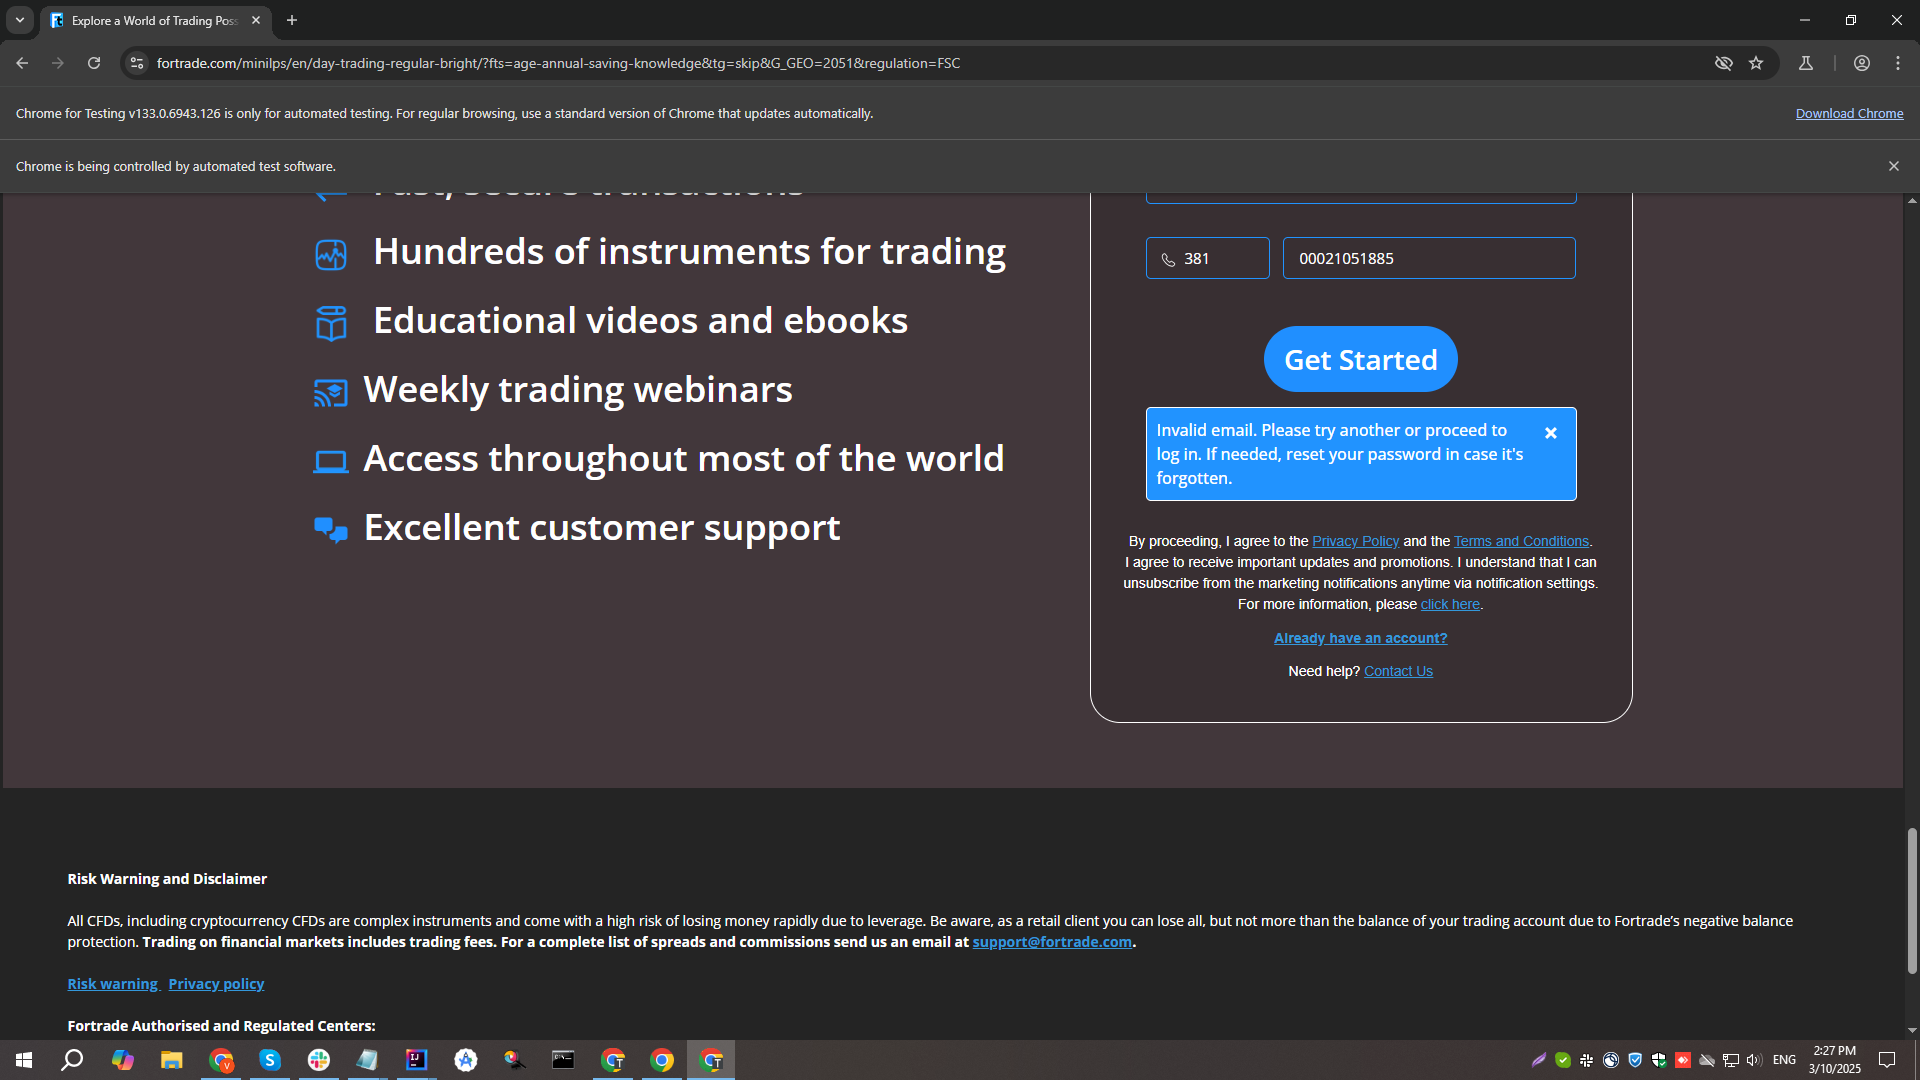 Explore a World of Trading Pos
fortrade.com/minilps/en/day-trading-regular-bright/?fts=age-annual-saving-knowledge&tg=skip&G_GEO=2051&regulation=FSC
Chrome for Testing v133.0.6943.126 is only for automated testing. For regular browsing, use a standard version of Chrome that updates automatically.
Download Chrome
Chrome is being controlled by automated test software.
Fast, secure transactions
Hundreds of instruments for trading
Educational videos and ebooks
Weekly trading webinars
Access throughout most of the world
Excellent customer support
381
00021051885
Get Started
Invalid email. Please try another or proceed to
log in. If needed, reset your password in case it's
forgotten.
By proceeding, I agree to the Privacy Policy and the Terms and Conditions.
I agree to receive important updates and promotions. I understand that I can
unsubscribe from the marketing notifications anytime via notification settings.
For more information, please click here.
Already have an account?
Need help? Contact Us
Risk Warning and Disclaimer
All CFDs, including cryptocurrency CFDs are complex instruments and come with a high risk of losing money rapidly due to leverage. Be aware, as a retail client you can lose all, but not more than the balance of your trading account due to Fortrade’s negative balance
protection. Trading on financial markets includes trading fees. For a complete list of spreads and commissions send us an email at support@fortrade.com.
Risk warning Privacy policy
Fortrade Authorised and Regulated Centers:
ENG
2:27 PM
3/10/2025